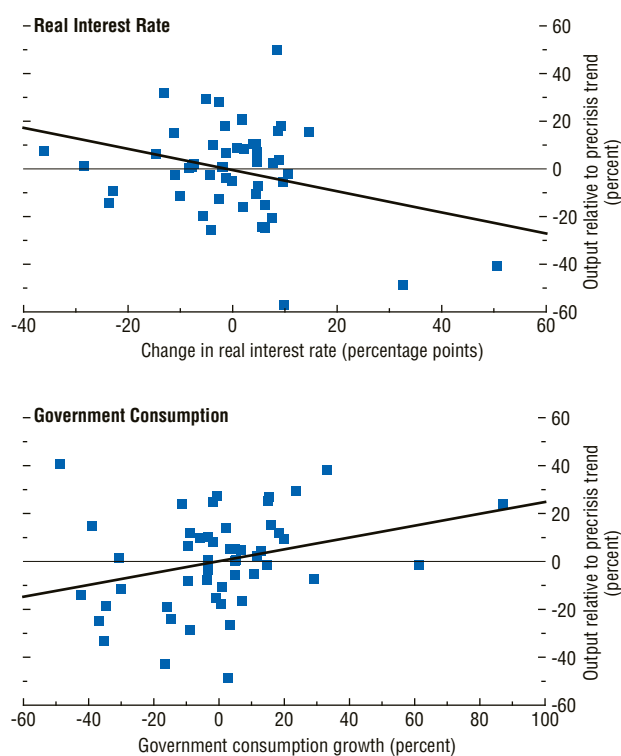 Real Interest Rate
60
40
20
0
-20
-40
-60
Output relative to precrisis trend
(percent)
-40 -20 0 20 40 60
Change in real interest rate (percentage points)
Government Consumption
60
40
20
0
-20
-40
-60
Output relative to precrisis trend
(percent)
-60 -40 -20 0 20 40 60 80 100
Government consumption growth (percent)